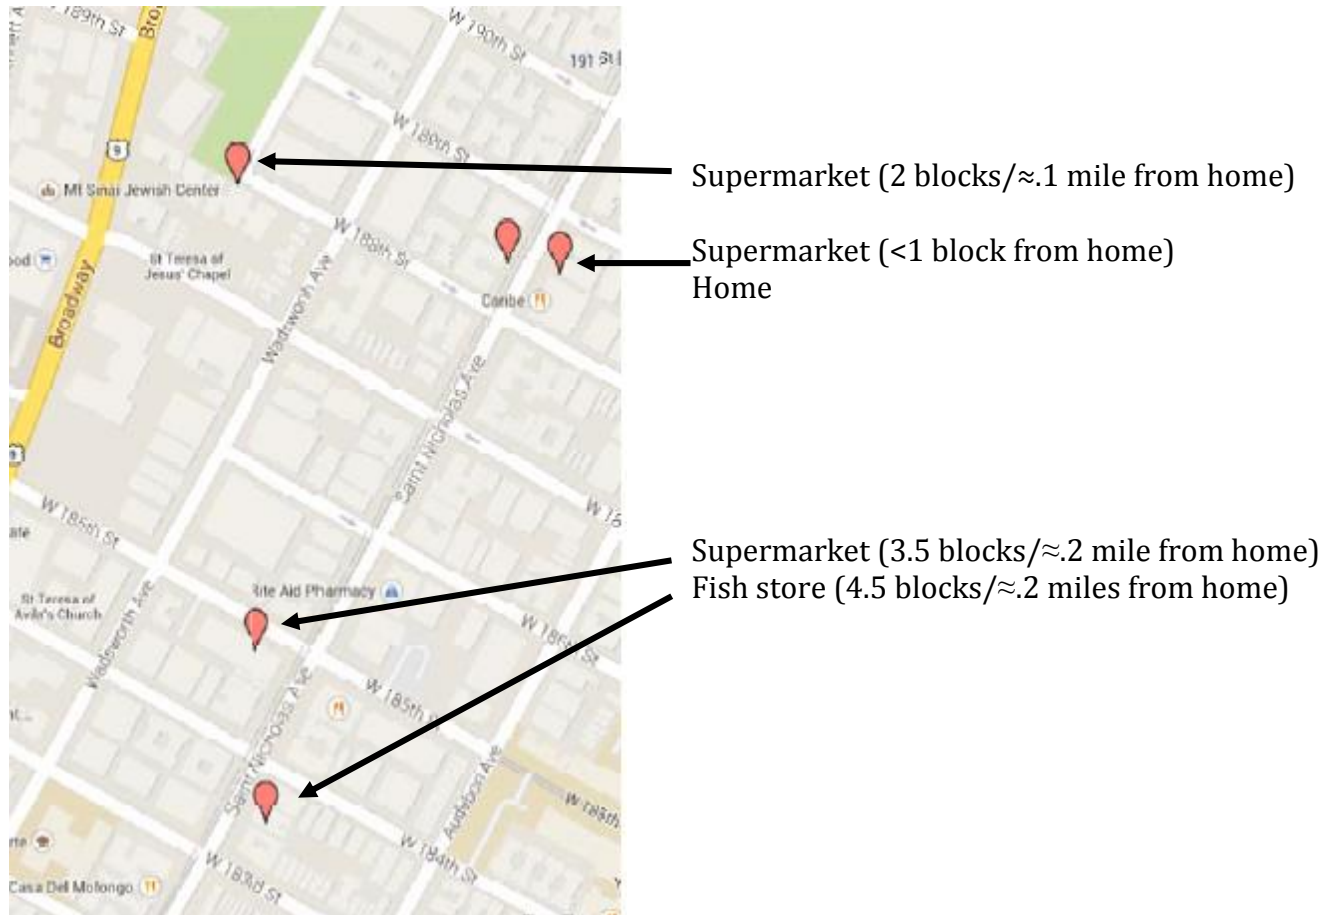 189th St
W 190th St
191 St
9
W 189th St
Mt Sinai Jewish Center
W 188th St
St Teresa of
Jesus' Chapel
Caribe
Broadway
Wadsworth Ave
Saint Nicholas Ave
9
W 185th St
Rite Aid Pharmacy
St Teresa of
Avila's Church
Wadsworth Ave
W 186th St
W 185th St
Saint Nicholas Ave
Audubon Ave
W 184th St
W 183rd St
Casa Del Mofongo
Supermarket (2 blocks/≈.1 mile from home)
Supermarket (<1 block from home)
Home
Supermarket (3.5 blocks/≈.2 mile from home)
Fish store (4.5 blocks/≈.2 miles from home)